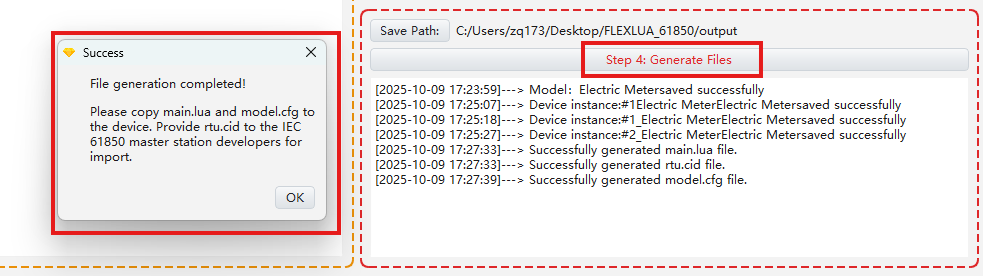 Success
File generation completed!
Please copy main.lua and model.cfg to
the device. Provide rtu.cid to the IEC
61850 master station developers for
import.
OK
Save Path: C:/Users/zq173/Desktop/FLEXLUA_61850/output
Step 4: Generate Files
[2025-10-09 17:23:59]---> Model：Electric Metersaved successfully
[2025-10-09 17:25:07]---> Device instance:#1Electric MeterElectric Metersaved successfully
[2025-10-09 17:25:18]---> Device instance:#1_Electric MeterElectric Metersaved successfully
[2025-10-09 17:25:27]---> Device instance:#2_Electric MeterElectric Metersaved successfully
[2025-10-09 17:27:33]---> Successfully generated main.lua file.
[2025-10-09 17:27:33]---> Successfully generated rtu.cid file.
[2025-10-09 17:27:39]---> Successfully generated model.cfg file.